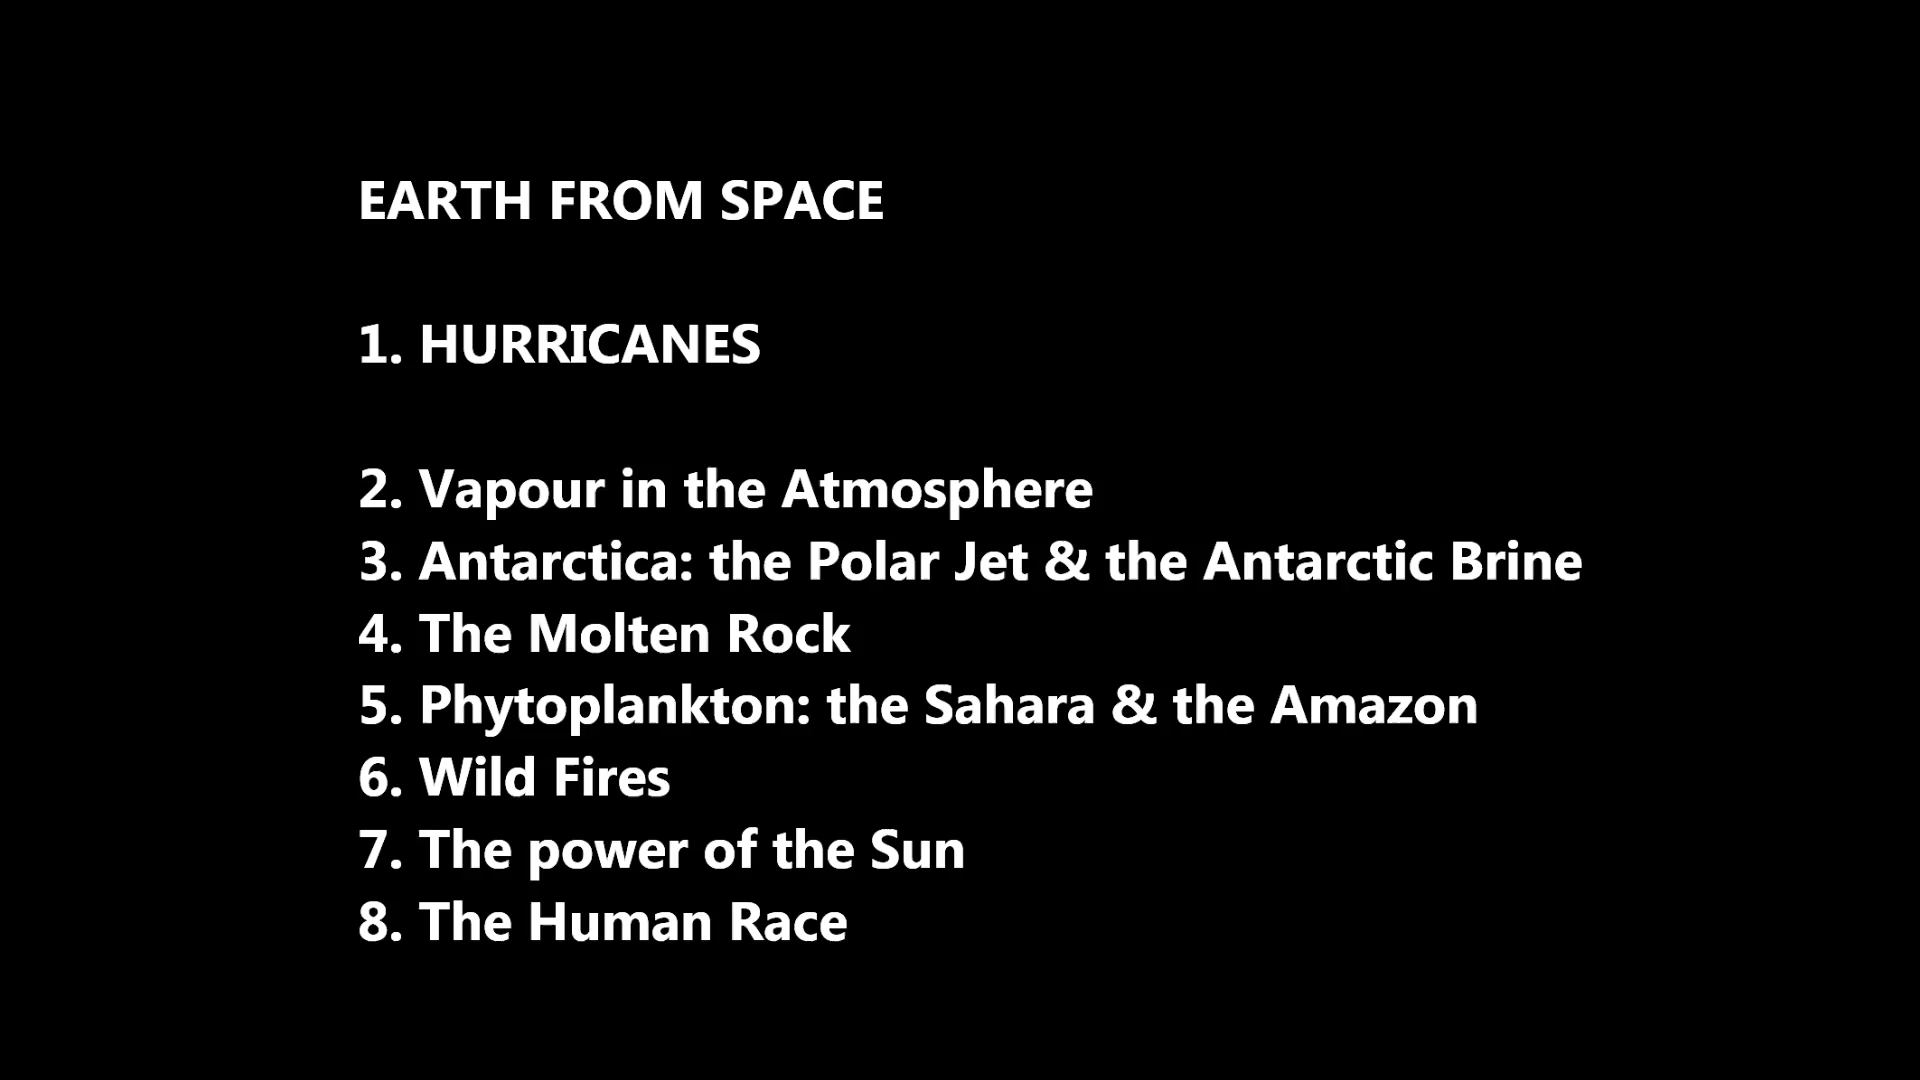 EARTH FROM SPACE
1. HURRICANES
2. Vapour in the Atmosphere
3. Antarctica: the Polar Jet & the Antarctic Brine
4. The Molten Rock
5. Phytoplankton: the Sahara & the Amazon
6. Wild Fires
7. The power of the Sun
8. The Human Race